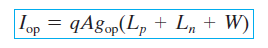 I_op = qAg_op(L_p + L_n + W)